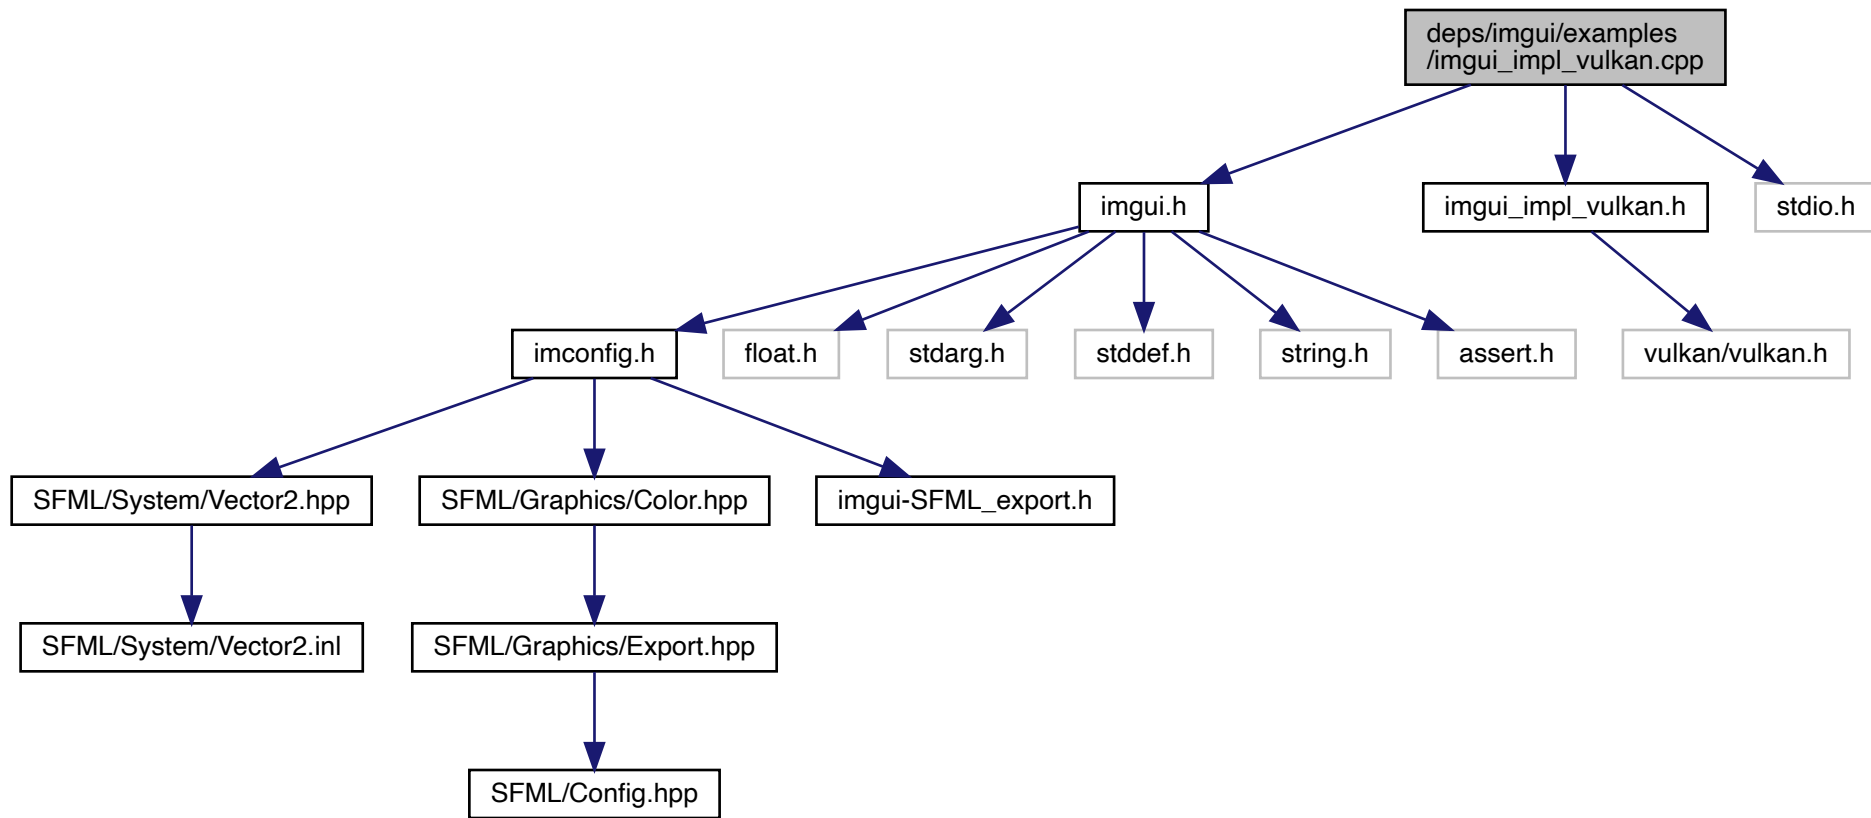 deps/imgui/examples
/imgui_impl_vulkan.cpp
imgui.h
imgui_impl_vulkan.h
stdio.h
imconfig.h
float.h
stdarg.h
stddef.h
string.h
assert.h
vulkan/vulkan.h
SFML/System/Vector2.hpp
SFML/Graphics/Color.hpp
imgui-SFML_export.h
SFML/System/Vector2.inl
SFML/Graphics/Export.hpp
SFML/Config.hpp